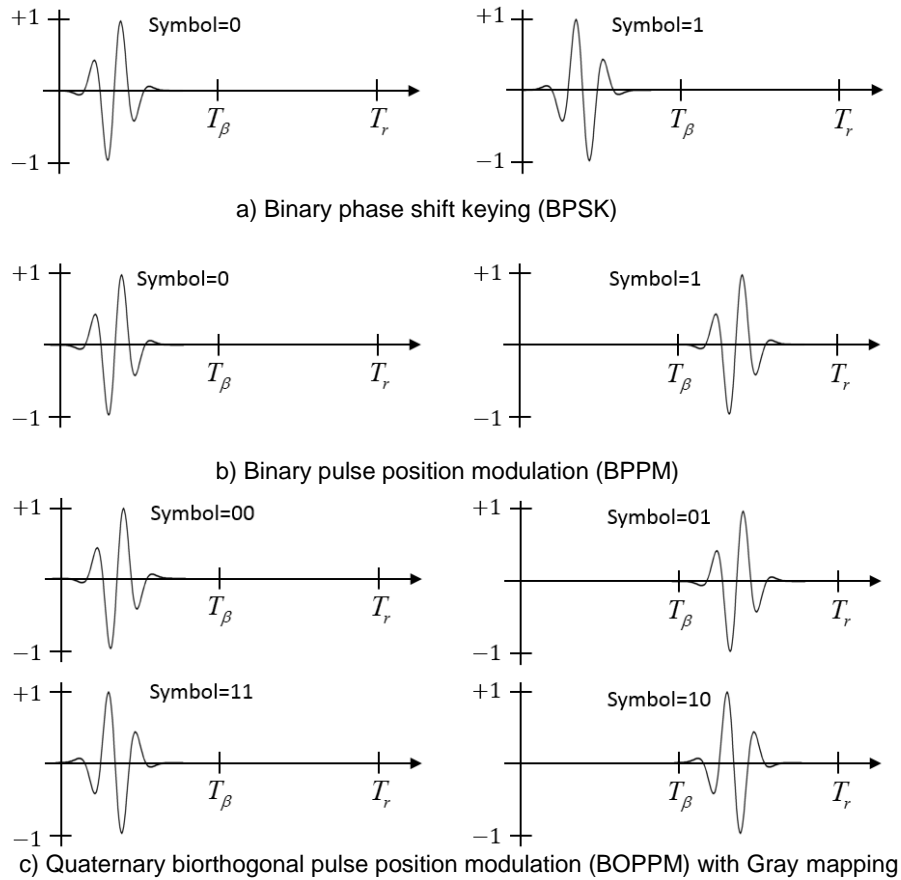 +1 Symbol=0 +1 Symbol=1
T_β T_r T_β T_r
−1 −1
a) Binary phase shift keying (BPSK)
+1 Symbol=0 +1 Symbol=1
T_β T_r T_β T_r
−1 −1
b) Binary pulse position modulation (BPPM)
+1 Symbol=00 +1 Symbol=01
T_β T_r T_β T_r
−1 −1
+1 Symbol=11 +1 Symbol=10
T_β T_r T_β T_r
−1 −1
c) Quaternary biorthogonal pulse position modulation (BOPPM) with Gray mapping